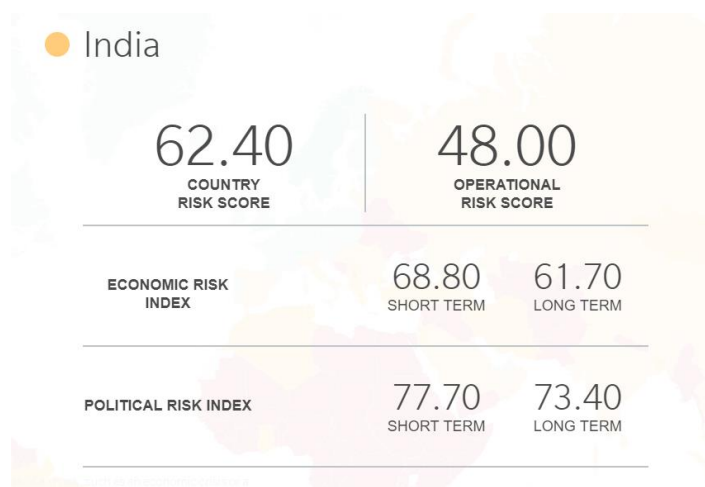 India
62.40
COUNTRY
RISK SCORE
48.00
OPERATIONAL
RISK SCORE
ECONOMIC RISK
INDEX
68.80
SHORT TERM
61.70
LONG TERM
POLITICAL RISK INDEX
77.70
SHORT TERM
73.40
LONG TERM